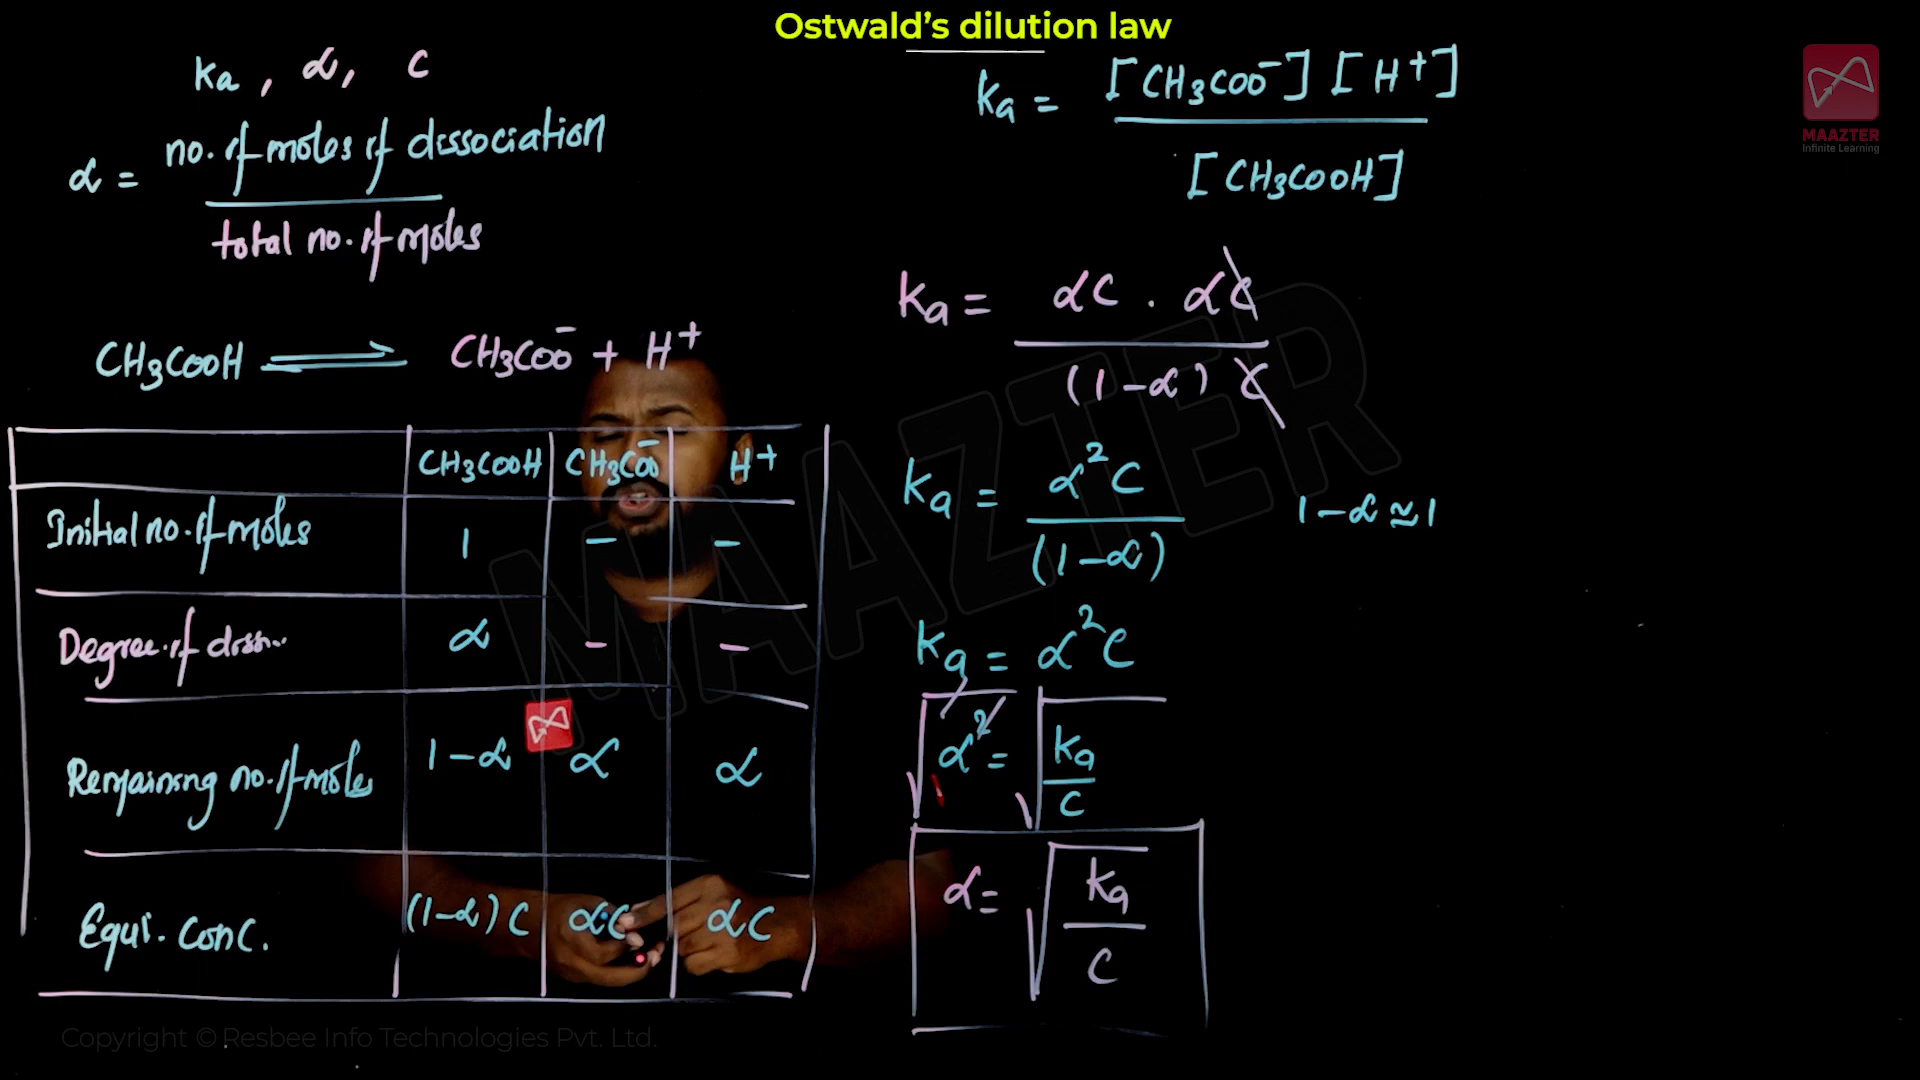 Ostwald's dilution law
Ka , α, C
α = no. of moles of dissociation
total no. of moles
CH3COOH ⇌ CH3COO⁻ + H⁺
CH3COOH CH3COO⁻ H⁺
Initial no. of moles 1 – –
Degree of disso.. α – –
Remaining no. of moles 1-α α α
Equi. Conc. (1-α) C αC αC
Ka = [CH3COO⁻] [H⁺]
[CH3COOH]
Ka = αC . αC
(1-α) C
Ka = α²C
(1-α)
1-α ≃ 1
Ka = α²C
√α² = √Ka
C
α = √Ka
C
MAAZTER
Infinite Learning
MAAZTER
Copyright © Resbee Info Technologies Pvt. Ltd.